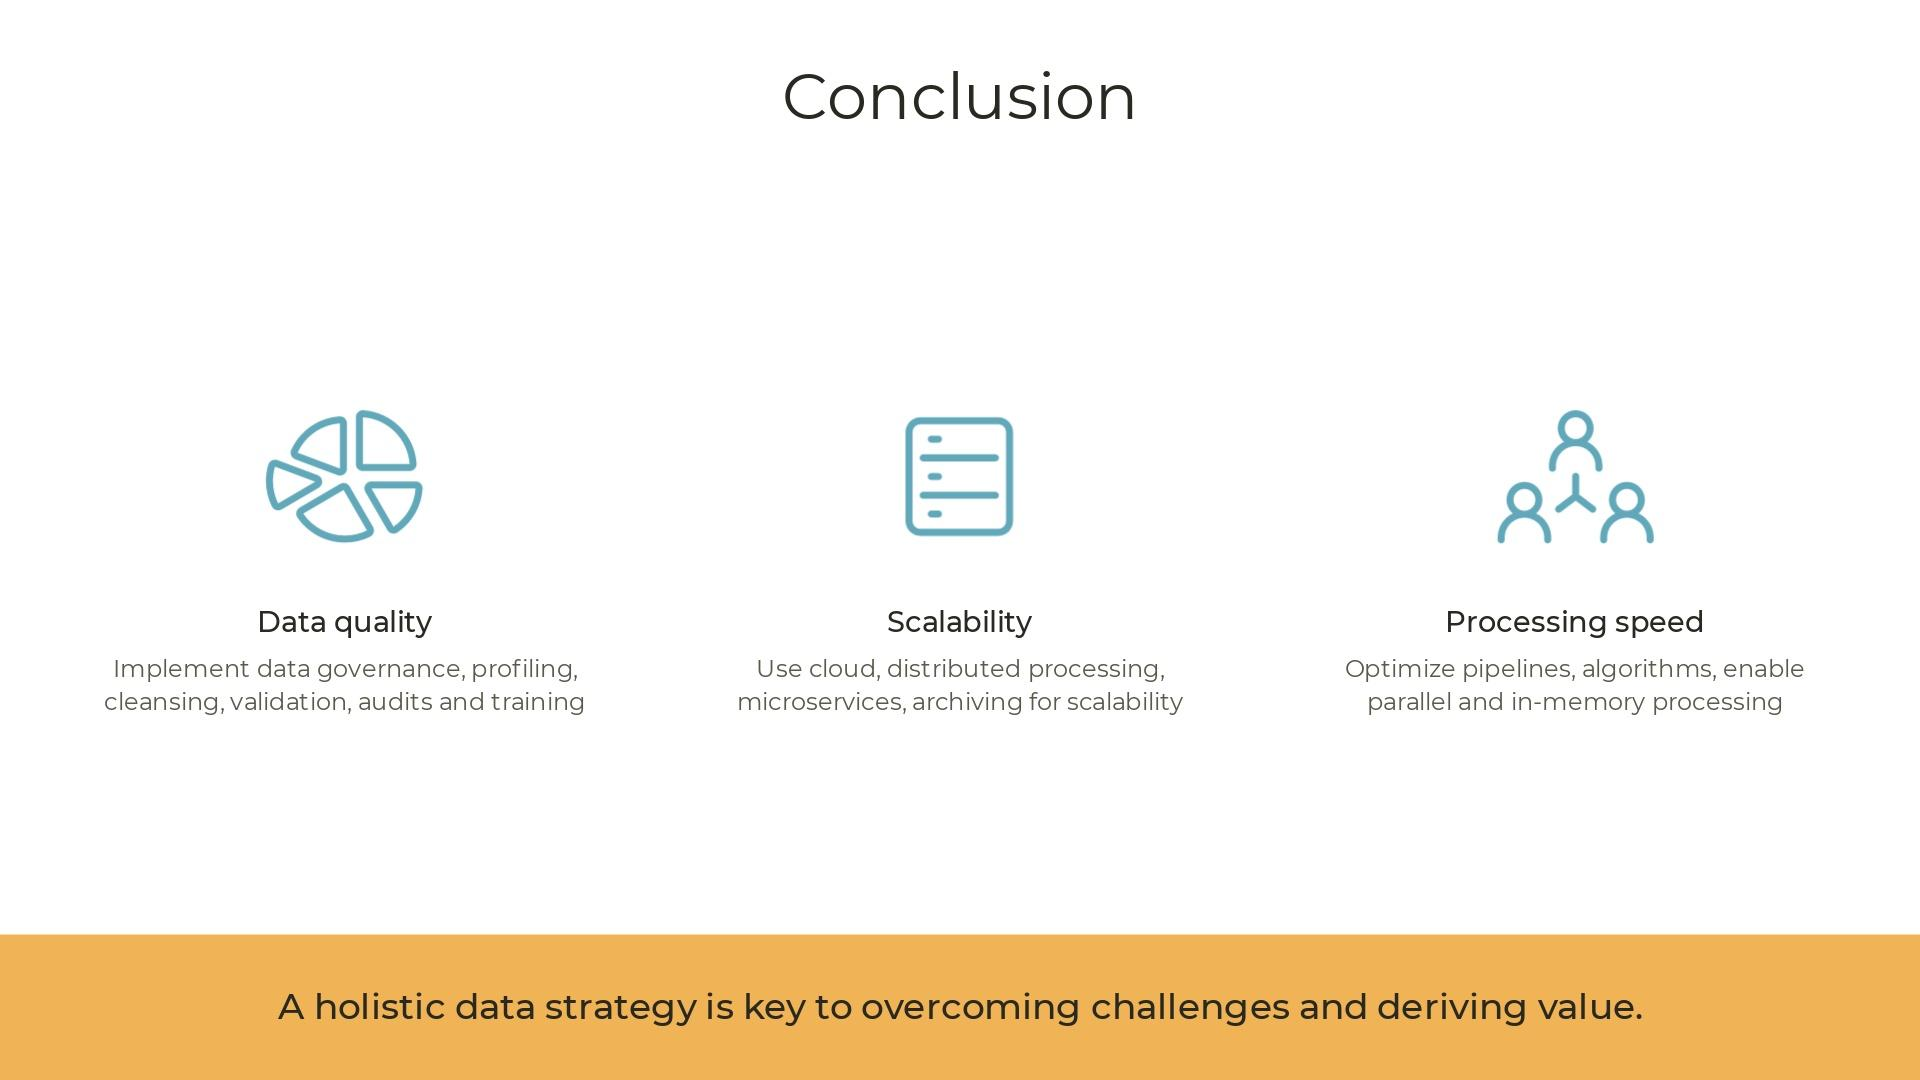 Conclusion
Data quality
Implement data governance, profiling,
cleansing, validation, audits and training
Scalability
Use cloud, distributed processing,
microservices, archiving for scalability
Processing speed
Optimize pipelines, algorithms, enable
parallel and in-memory processing
A holistic data strategy is key to overcoming challenges and deriving value.